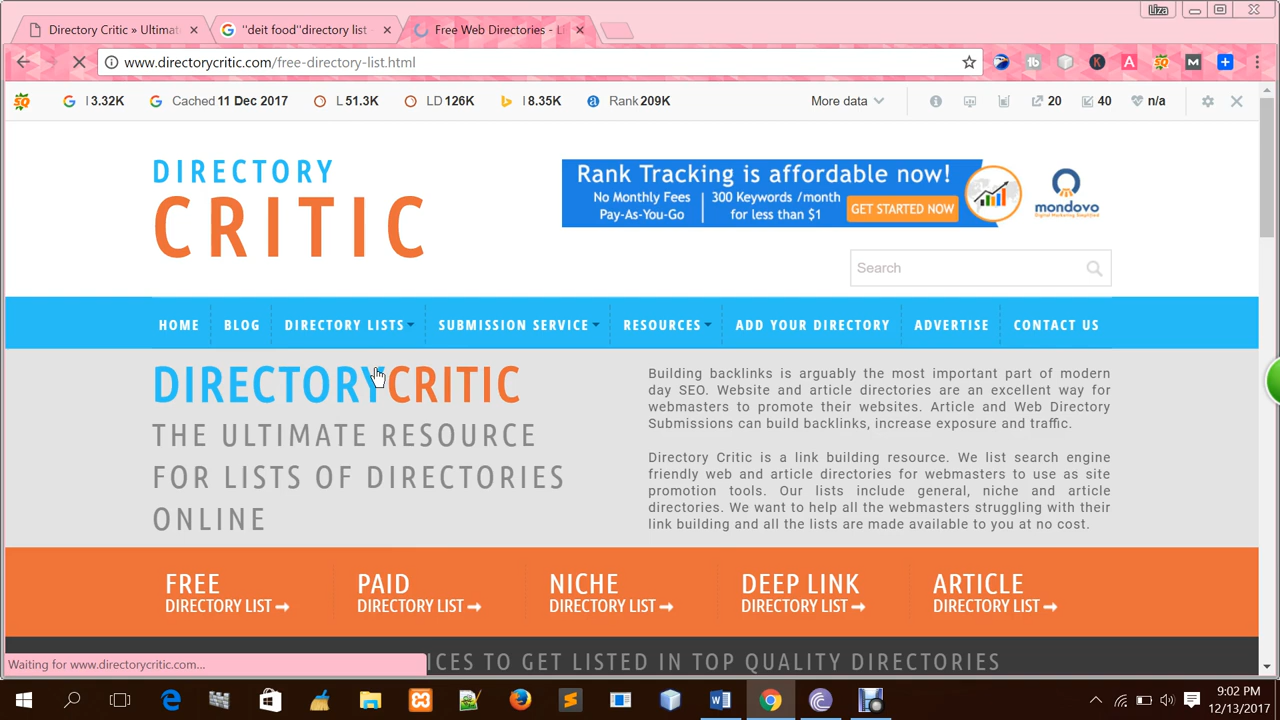 Liza
Directory Critic » Ultimat
"deit food"directory list -
Free Web Directories - Li
www.directorycritic.com/free-directory-list.html
I 3.32K
Cached 11 Dec 2017
L 51.3K
LD 126K
I 8.35K
Rank 209K
More data
20
40
n/a
DIRECTORY
CRITIC
Rank Tracking is affordable now!
No Monthly Fees
Pay-As-You-Go
300 Keywords /month
for less than $1
GET STARTED NOW
mondovo
Digital Marketing Simplified
Search
HOME
BLOG
DIRECTORY LISTS
SUBMISSION SERVICE
RESOURCES
ADD YOUR DIRECTORY
ADVERTISE
CONTACT US
DIRECTORYCRITIC
THE ULTIMATE RESOURCE
FOR LISTS OF DIRECTORIES
ONLINE
Building backlinks is arguably the most important part of modern
day SEO. Website and article directories are an excellent way for
webmasters to promote their websites. Article and Web Directory
Submissions can build backlinks, increase exposure and traffic.
Directory Critic is a link building resource. We list search engine
friendly web and article directories for webmasters to use as site
promotion tools. Our lists include general, niche and article
directories. We want to help all the webmasters struggling with their
link building and all the lists are made available to you at no cost.
FREE
DIRECTORY LIST
PAID
DIRECTORY LIST
NICHE
DIRECTORY LIST
DEEP LINK
DIRECTORY LIST
ARTICLE
DIRECTORY LIST
ICES TO GET LISTED IN TOP QUALITY DIRECTORIES
Waiting for www.directorycritic.com...
9:02 PM
12/13/2017